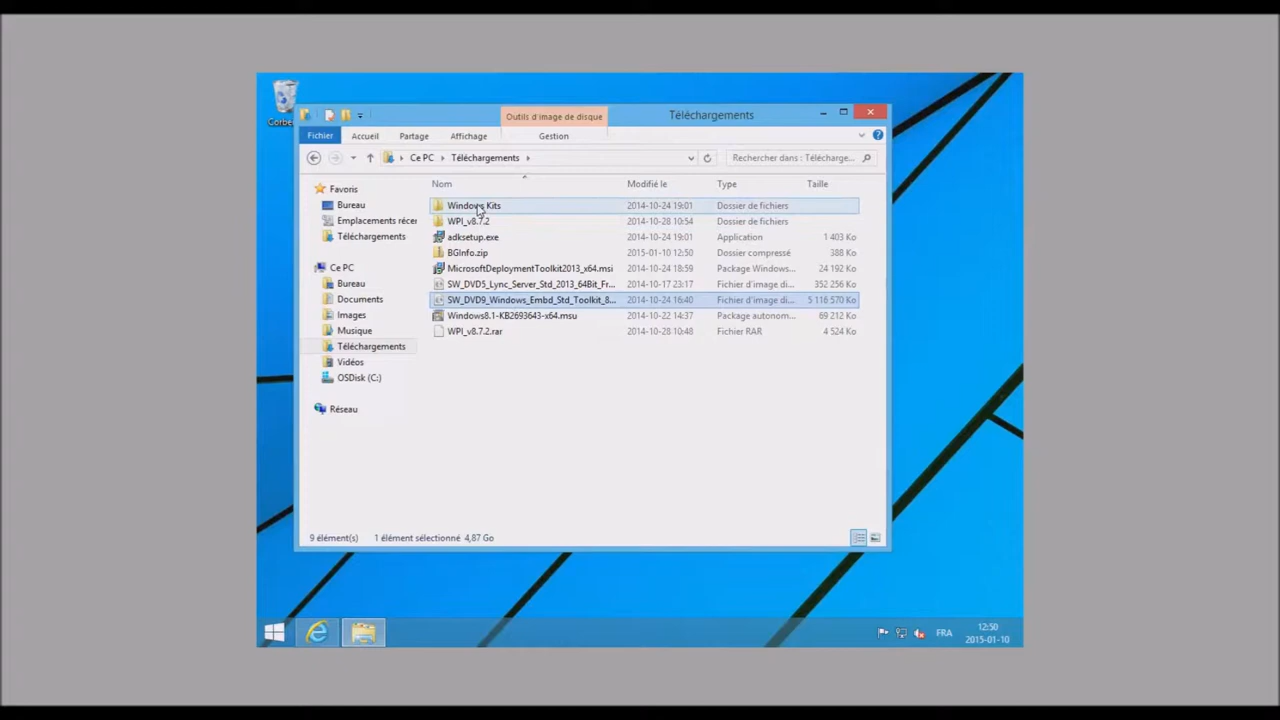 Outils d'image de disque
Téléchargements
Fichier Accueil Partage Affichage Gestion
Ce PC Téléchargements
Rechercher dans : Télécharge...
Nom Modifié le Type Taille
Windows Kits 2014-10-24 19:01 Dossier de fichiers
WPI_v8.7.2 2014-10-28 10:54 Dossier de fichiers
adksetup.exe 2014-10-24 19:01 Application 1 403 Ko
BGInfo.zip 2015-01-10 12:50 Dossier compressé 388 Ko
MicrosoftDeploymentToolkit2013_x64.msi 2014-10-24 18:59 Package Windows... 24 192 Ko
SW_DVD5_Lync_Server_Std_2013_64Bit_Fr... 2014-10-17 23:17 Fichier d'image di... 352 256 Ko
SW_DVD9_Windows_Embd_Std_Toolkit_8... 2014-10-24 16:40 Fichier d'image di... 5 116 570 Ko
Windows8.1-KB2693643-x64.msu 2014-10-22 14:37 Package autonom... 69 212 Ko
WPI_v8.7.2.rar 2014-10-28 10:48 Fichier RAR 4 524 Ko
Favoris
Bureau
Emplacements récen
Téléchargements
Ce PC
Bureau
Documents
Images
Musique
Téléchargements
Vidéos
OSDisk (C:)
Réseau
9 élément(s) 1 élément sélectionné 4,87 Go
FRA
12:50
2015-01-10